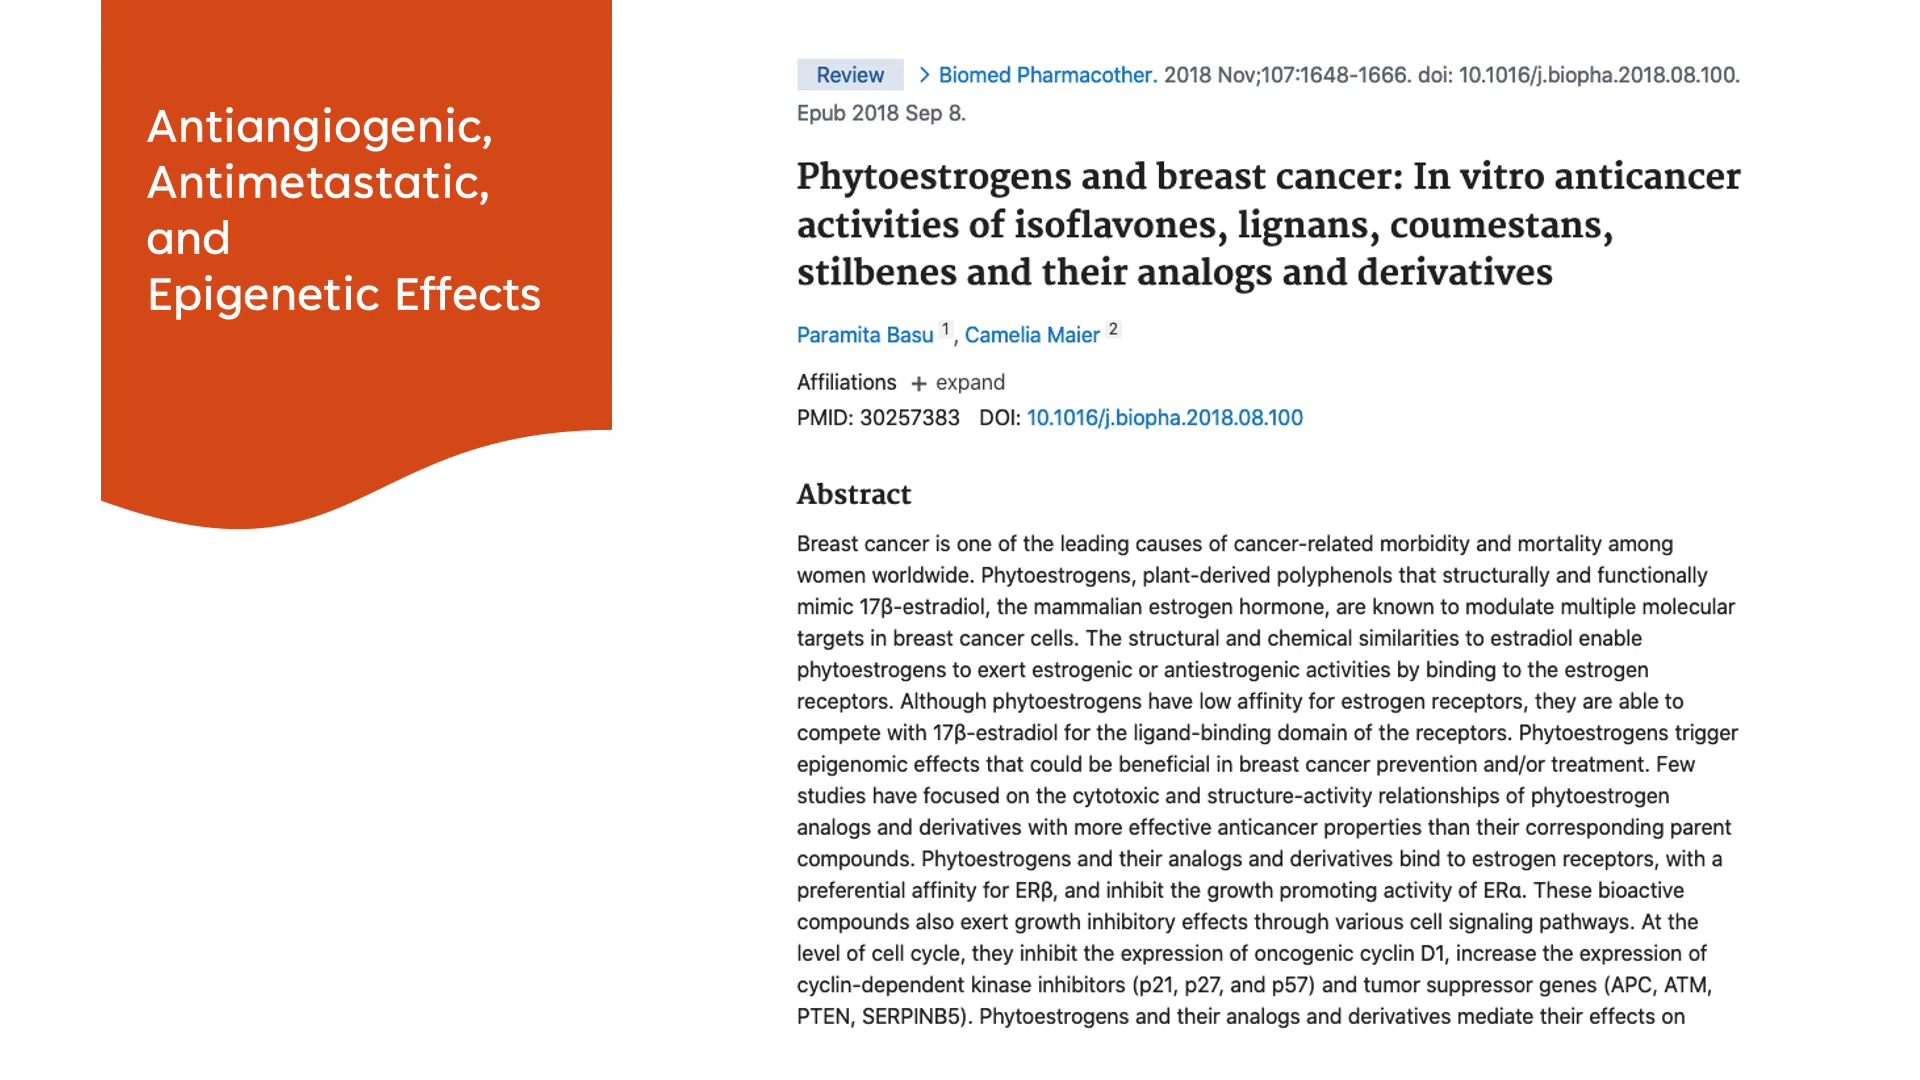 Antiangiogenic,
Antimetastatic,
and
Epigenetic Effects
Review > Biomed Pharmacother. 2018 Nov;107:1648-1666. doi: 10.1016/j.biopha.2018.08.100.
Epub 2018 Sep 8.
Phytoestrogens and breast cancer: In vitro anticancer
activities of isoflavones, lignans, coumestans,
stilbenes and their analogs and derivatives
Paramita Basu 1 , Camelia Maier 2
Affiliations + expand
PMID: 30257383 DOI: 10.1016/j.biopha.2018.08.100
Abstract
Breast cancer is one of the leading causes of cancer-related morbidity and mortality among
women worldwide. Phytoestrogens, plant-derived polyphenols that structurally and functionally
mimic 17β-estradiol, the mammalian estrogen hormone, are known to modulate multiple molecular
targets in breast cancer cells. The structural and chemical similarities to estradiol enable
phytoestrogens to exert estrogenic or antiestrogenic activities by binding to the estrogen
receptors. Although phytoestrogens have low affinity for estrogen receptors, they are able to
compete with 17β-estradiol for the ligand-binding domain of the receptors. Phytoestrogens trigger
epigenomic effects that could be beneficial in breast cancer prevention and/or treatment. Few
studies have focused on the cytotoxic and structure-activity relationships of phytoestrogen
analogs and derivatives with more effective anticancer properties than their corresponding parent
compounds. Phytoestrogens and their analogs and derivatives bind to estrogen receptors, with a
preferential affinity for ERβ, and inhibit the growth promoting activity of ERα. These bioactive
compounds also exert growth inhibitory effects through various cell signaling pathways. At the
level of cell cycle, they inhibit the expression of oncogenic cyclin D1, increase the expression of
cyclin-dependent kinase inhibitors (p21, p27, and p57) and tumor suppressor genes (APC, ATM,
PTEN, SERPINB5). Phytoestrogens and their analogs and derivatives mediate their effects on